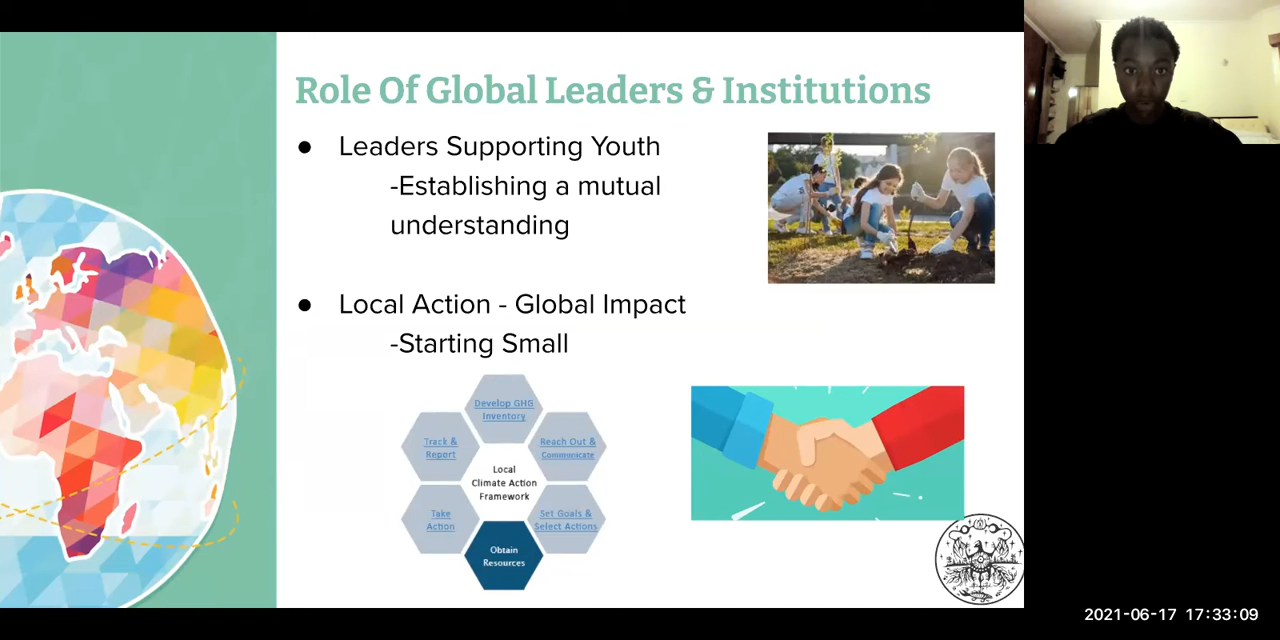 Role Of Global Leaders & Institutions
● Leaders Supporting Youth
-Establishing a mutual
understanding
● Local Action - Global Impact
-Starting Small
Develop GHG
Inventory
Track &
Report
Reach Out &
Communicate
Local
Climate Action
Framework
Take
Action
Set Goals &
Select Actions
Obtain
Resources
2021-06-17 17:33:09